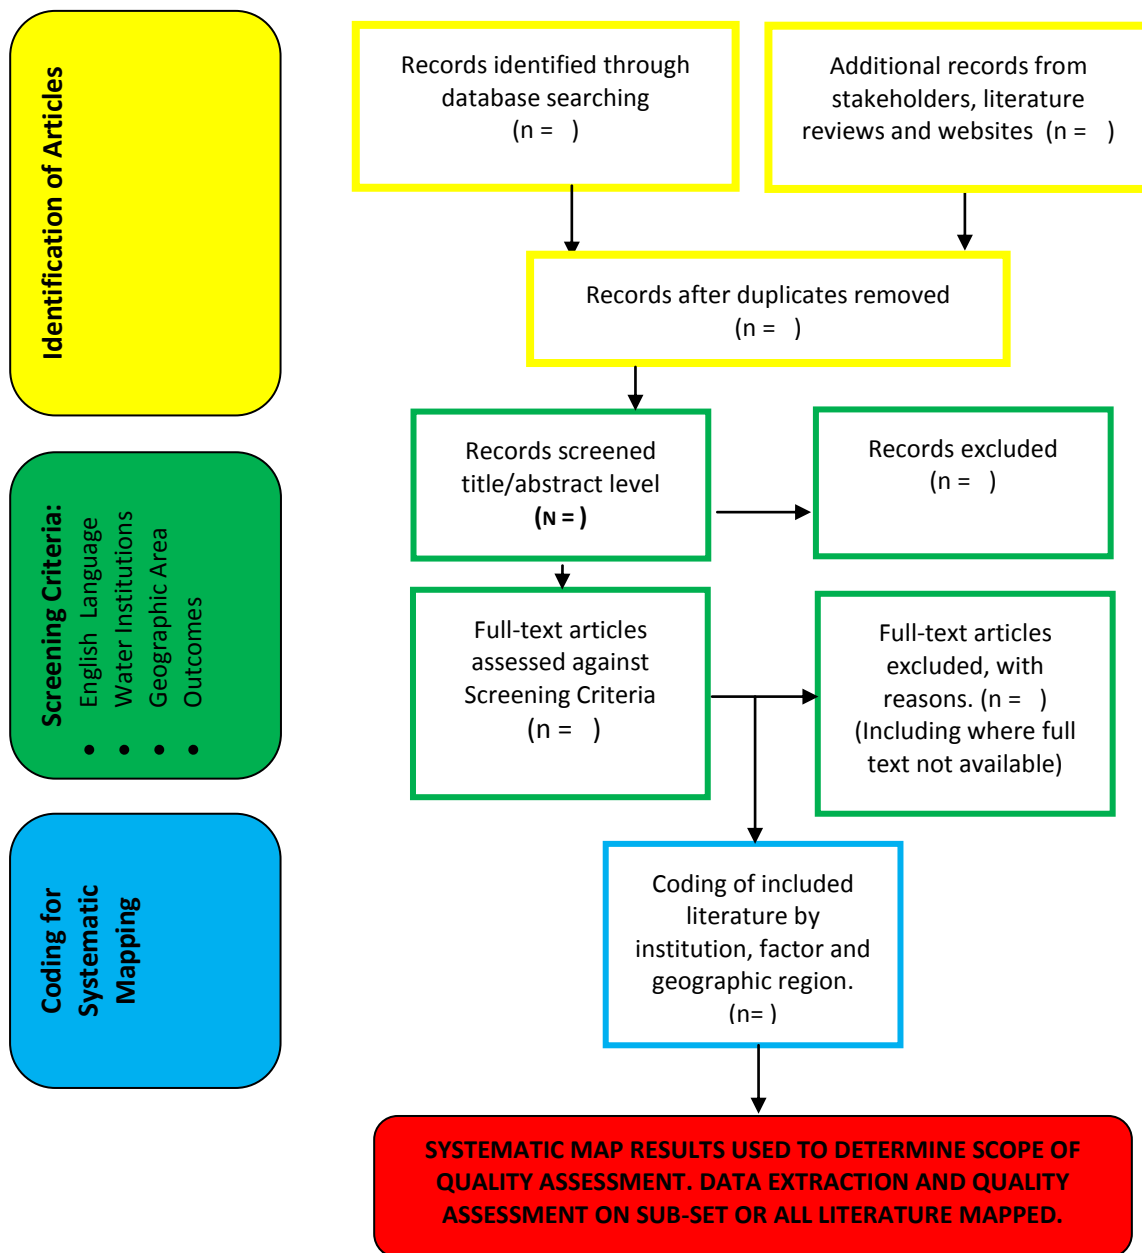 Identification of Articles
Records identified through
database searching
(n =   )
Additional records from
stakeholders, literature
reviews and websites  (n =   )
Records after duplicates removed
(n =   )
Screening Criteria:
• English  Language
• Water Institutions
• Geographic Area
• Outcomes
Records screened
title/abstract level
(N = )
Records excluded
(n =   )
Full-text articles
assessed against
Screening Criteria
(n =   )
Full-text articles
excluded, with
reasons. (n =   )
(Including where full
text not available)
Coding for
Systematic
Mapping
Coding of included
literature by
institution, factor and
geographic region.
(n= )
SYSTEMATIC MAP RESULTS USED TO DETERMINE SCOPE OF
QUALITY ASSESSMENT. DATA EXTRACTION AND QUALITY
ASSESSMENT ON SUB-SET OR ALL LITERATURE MAPPED.